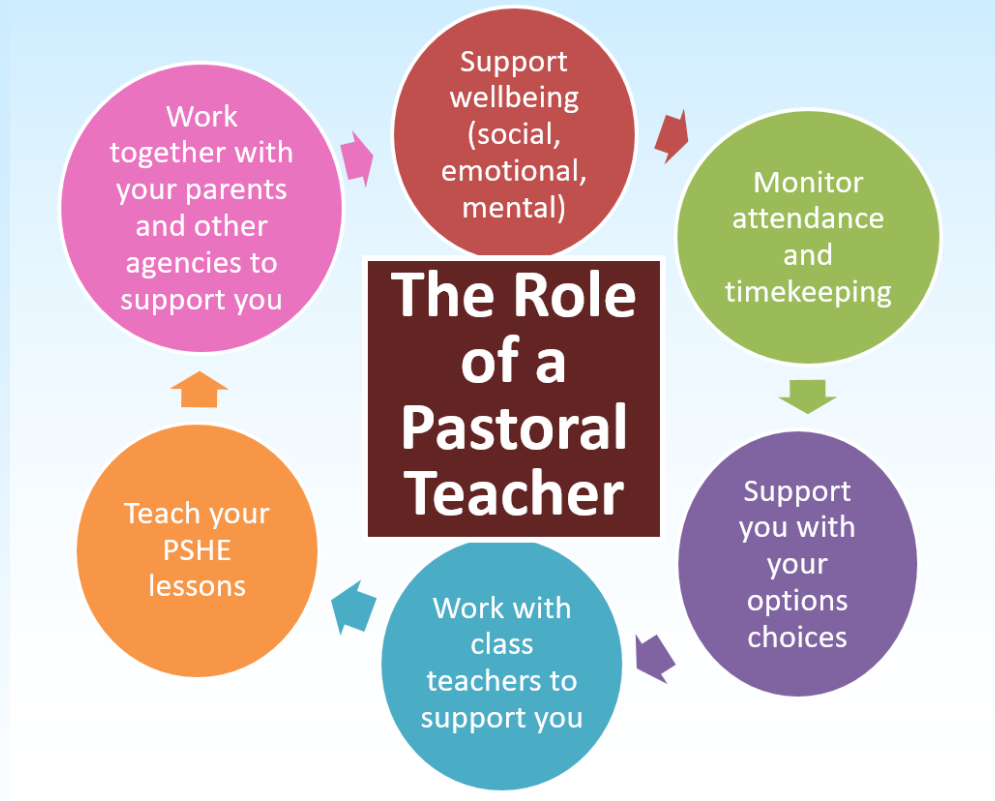 The Role
of a
Pastoral
Teacher
Support
wellbeing
(social,
emotional,
mental)
Monitor
attendance
and
timekeeping
Support
you with
your
options
choices
Work with
class
teachers to
support you
Teach your
PSHE
lessons
Work
together with
your parents
and other
agencies to
support you